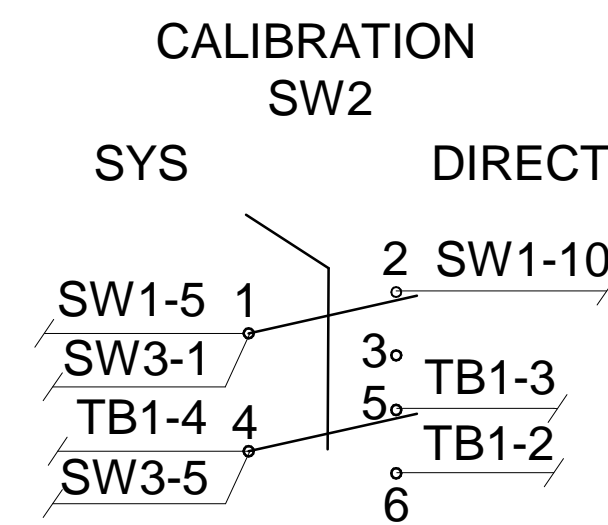 CALIBRATION
SW2
SYS DIRECT
2 SW1-10
SW1-5 1
SW3-1 3
5 TB1-3
TB1-4 4
TB1-2
SW3-5
6